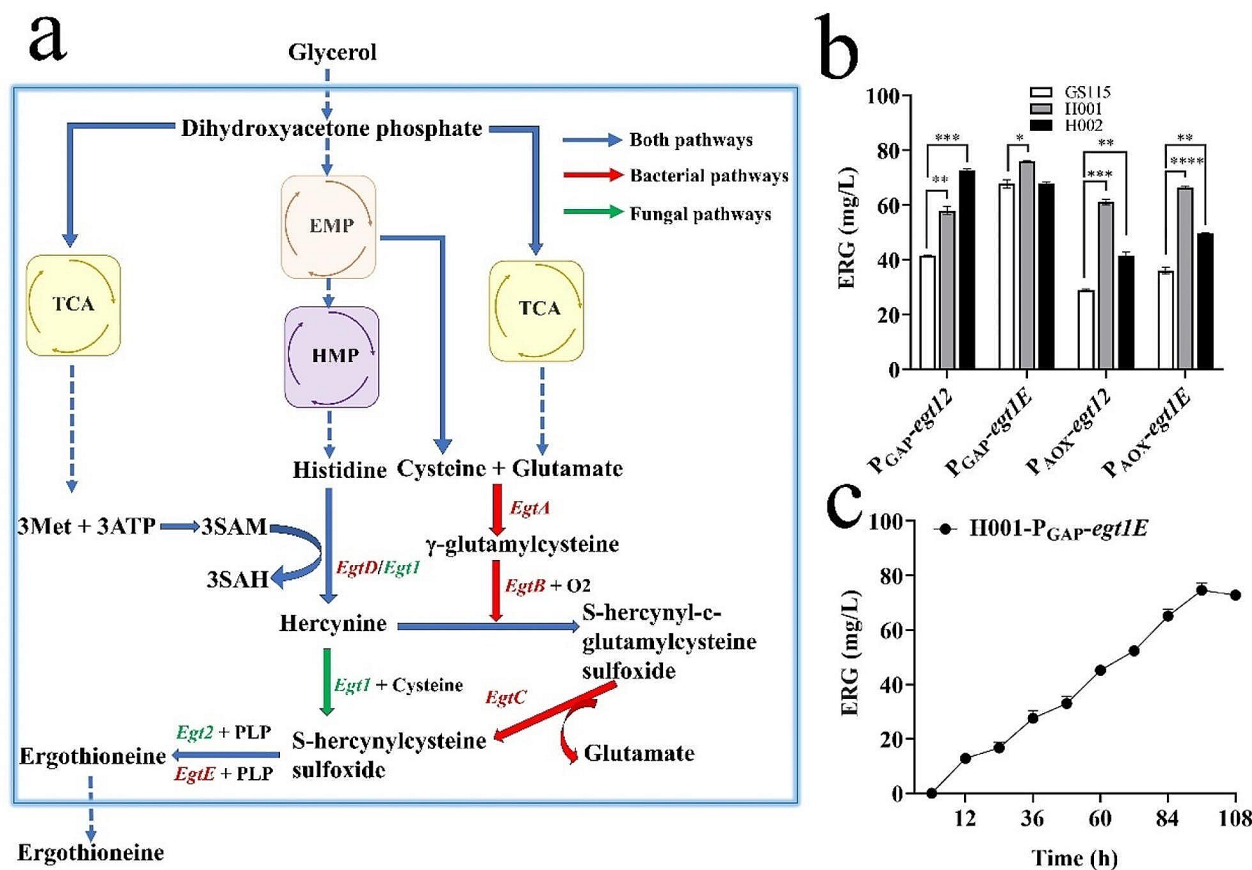 a
Glycerol
Dihydroxyacetone phosphate
Both pathways
Bacterial pathways
Fungal pathways
EMP
TCA
TCA
HMP
Histidine
Cysteine + Glutamate
3Met + 3ATP
3SAM
3SAH
EgtA
γ-glutamylcysteine
EgtD/Egt1
EgtB + O2
Hercynine
S-hercynyl-c-
glutamylcysteine
sulfoxide
Egt1 + Cysteine
EgtC
Egt2 + PLP
S-hercynylcysteine
sulfoxide
Glutamate
Ergothioneine
EgtE + PLP
Ergothioneine
b
GS115
H001
H002
ERG (mg/L)
100
80
60
40
20
0
***
**
*
**
***
**
****
PGAP-egt12
PGAP-egt1E
PAOX-egt12
PAOX-egt1E
c
H001-PGAP-egt1E
ERG (mg/L)
100
80
60
40
20
0
12 36 60 84 108
Time (h)